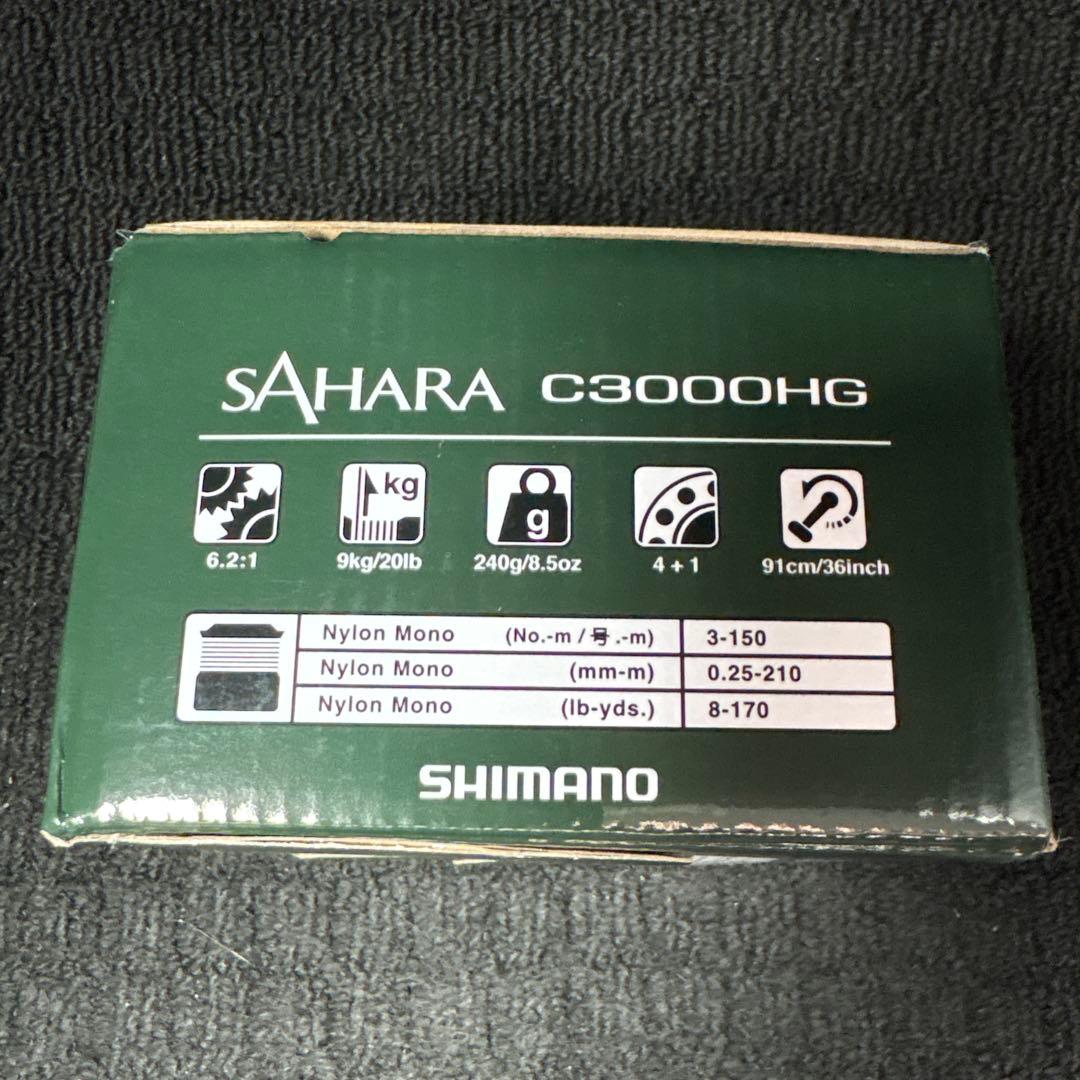 SAHARA C3000HG
kg g
6.2:1 9kg/20lb 240g/8.5oz 4+1 91cm/36inch
Nylon Mono (No.-m / 号.-m) 3-150
Nylon Mono (mm-m) 0.25-210
Nylon Mono (lb-yds.) 8-170
SHIMANO